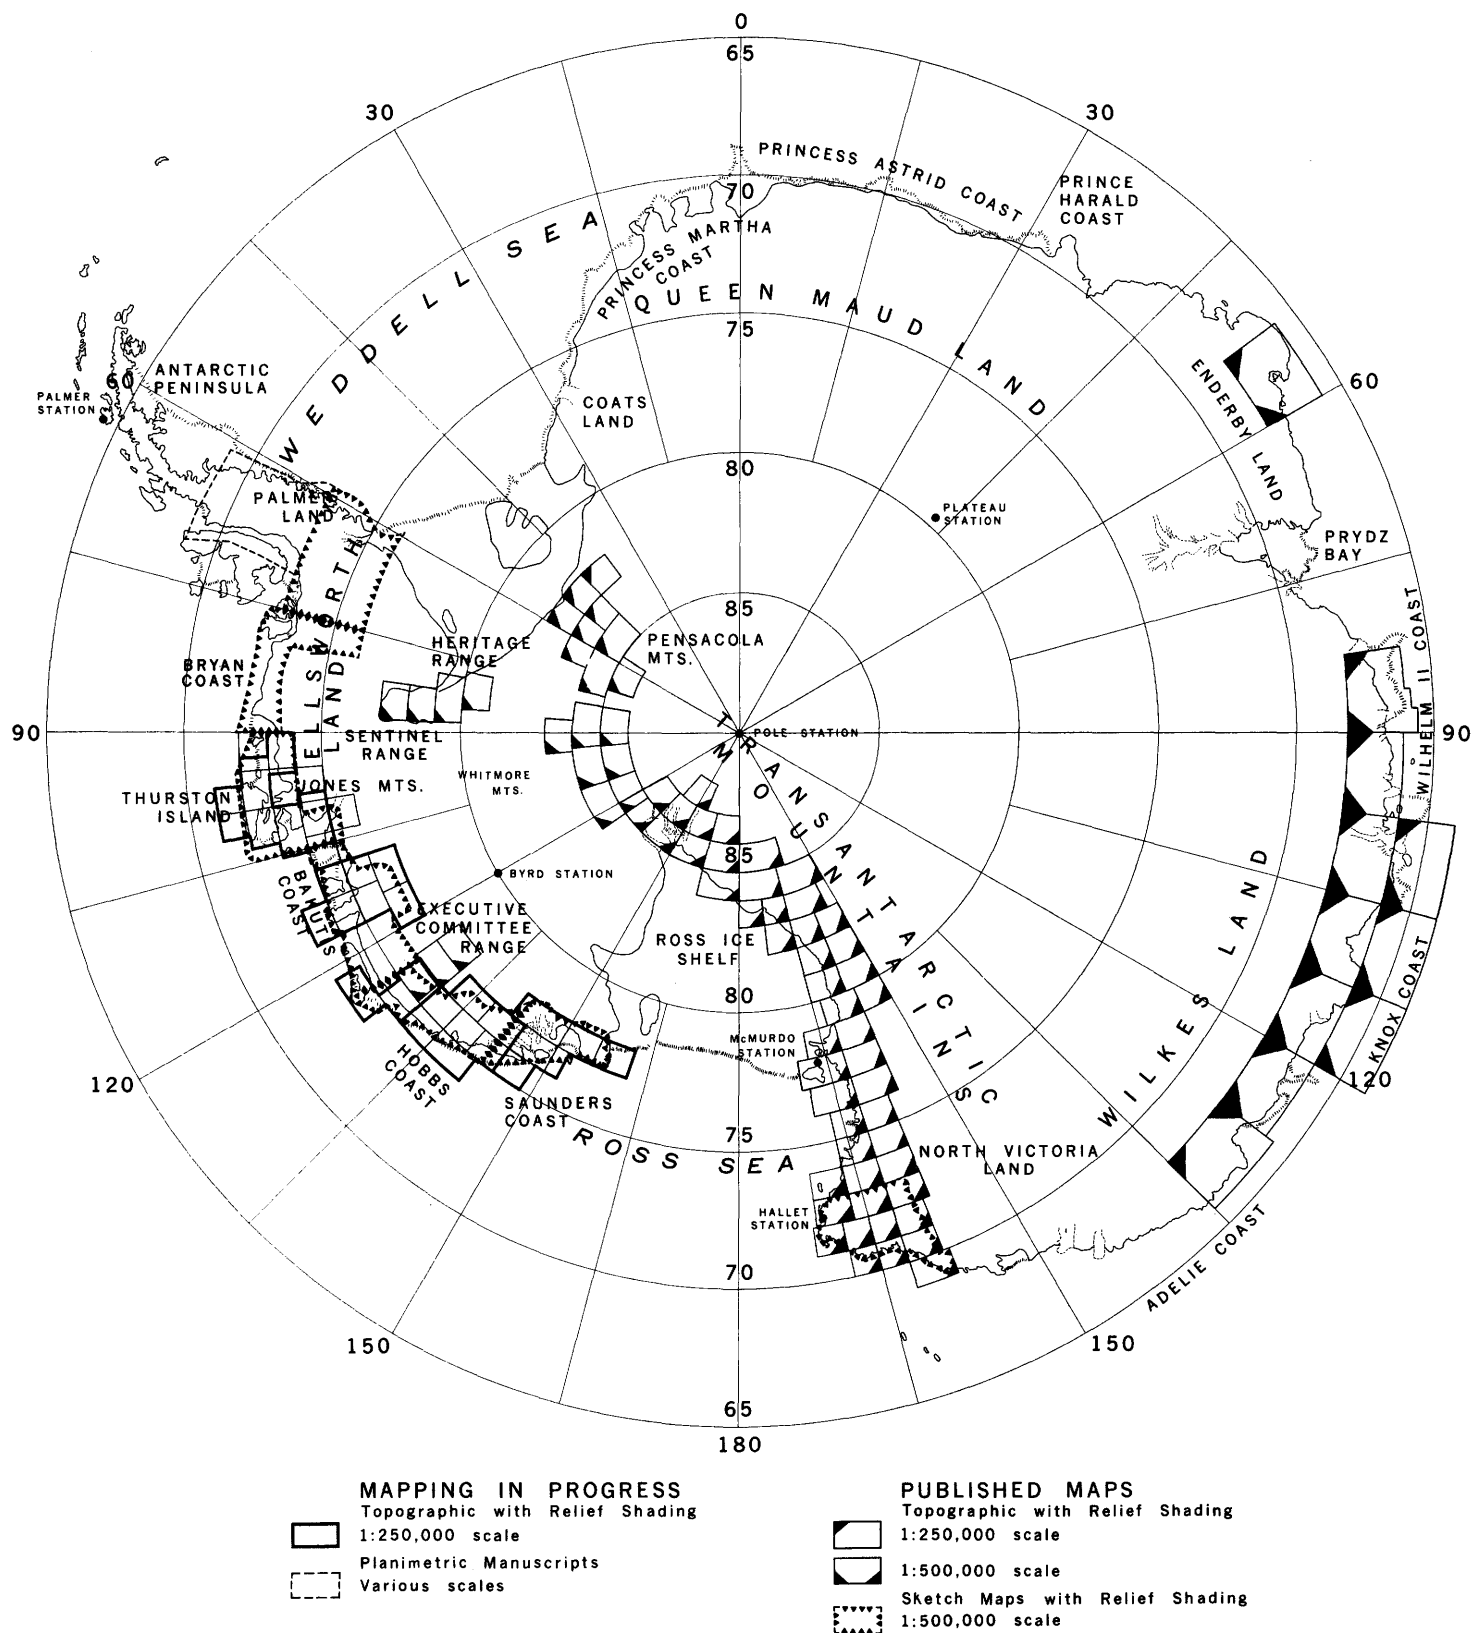 0
65
30
30
PRINCESS ASTRID COAST
PRINCE
HARALD
COAST
70
WEDDELL SEA
PRINCESS MARTHA
COAST
QUEEN MAUD LAND
75
ANTARCTIC
PENINSULA
60
PALMER
STATION
COATS
LAND
60
ENDERBY
LAND
80
PALMER
LAND
PLATEAU
STATION
PRYDZ
BAY
85
HERITAGE
RANGE
PENSACOLA
MTS.
BRYAN
COAST
ELLSWORTH
LAND
WILHELM II COAST
90
SENTINEL
RANGE
POLE STATION
90
WHITMORE
MTS.
JONES MTS.
THURSTON
ISLAND
TRANSANTARCTIC
MOUNTAINS
85
BYRD STATION
BAKUTIS
COAST
EXECUTIVE
COMMITTEE
RANGE
ROSS ICE
SHELF
WILKES LAND
KNOX COAST
80
McMURDO
STATION
120
HOBBS
COAST
120
SAUNDERS
COAST
75
ROSS SEA
NORTH VICTORIA
LAND
HALLET
STATION
ADELIE COAST
70
150
150
65
180
MAPPING IN PROGRESS
Topographic with Relief Shading
1:250,000 scale
Planimetric Manuscripts
Various scales
PUBLISHED MAPS
Topographic with Relief Shading
1:250,000 scale
1:500,000 scale
Sketch Maps with Relief Shading
1:500,000 scale